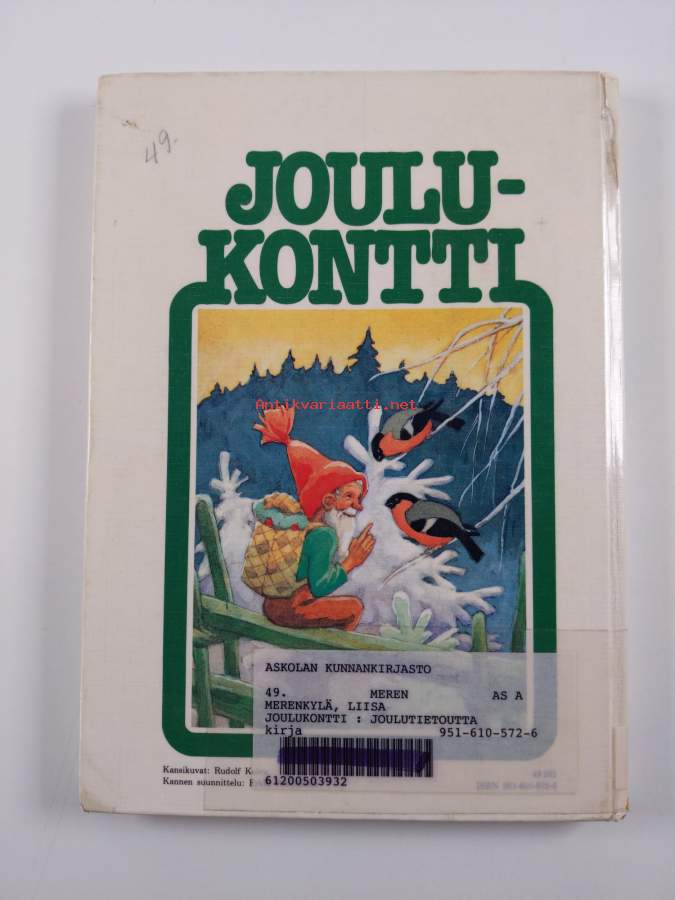 49.
JOULU-
KONTTI
Antikvariaatti.net
ASKOLAN KUNNANKIRJASTO
49. MEREN AS A
MERENKYLÄ, LIISA
JOULUKONTTI : JOULUTIETOUTTA
kirja 951-610-572-6
61200503932
Kansikuvat: Rudolf
Kannen suunnittelu: